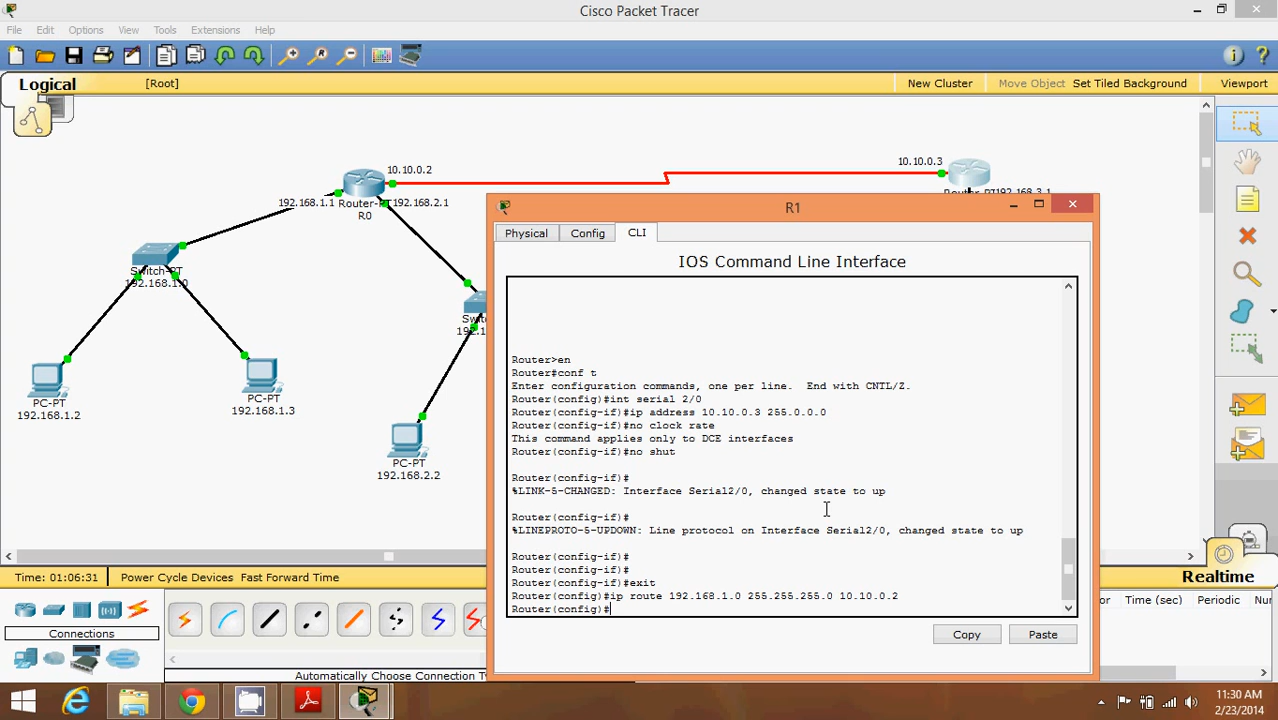 Cisco Packet Tracer
File Edit Options View Tools Extensions Help
Logical [Root] New Cluster Move Object Set Tiled Background Viewport
10.10.0.2
10.10.0.3
192.168.1.1 192.168.2.1
R0
192.168.3.1
Switch-PT
192.168.1.0
PC-PT
192.168.1.2
PC-PT
192.168.1.3
PC-PT
192.168.2.2
R1
Physical Config CLI
IOS Command Line Interface
Router>en
Router#conf t
Enter configuration commands, one per line. End with CNTL/Z.
Router(config)#int serial 2/0
Router(config-if)#ip address 10.10.0.3 255.0.0.0
Router(config-if)#no clock rate
This command applies only to DCE interfaces
Router(config-if)#no shut
Router(config-if)#
%LINK-5-CHANGED: Interface Serial2/0, changed state to up
Router(config-if)#
%LINEPROTO-5-UPDOWN: Line protocol on Interface Serial2/0, changed state to up
Router(config-if)#
Router(config-if)#
Router(config-if)#exit
Router(config)#ip route 192.168.1.0 255.255.255.0 10.10.0.2
Router(config)#
Copy Paste
Time: 01:06:31 Power Cycle Devices Fast Forward Time
Realtime
Time (sec) Periodic
Connections
Automatically Choose Connection
11:30 AM
2/23/2014